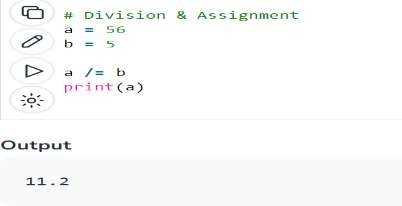 # Division & Assignment
a = 56
b = 5
a /= b
print(a)
Output
11.2